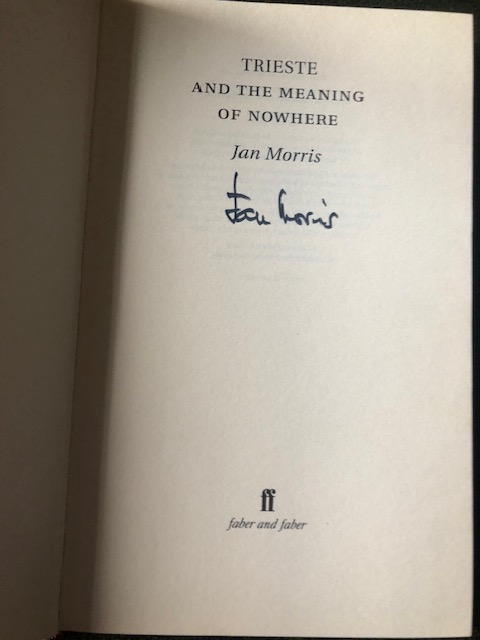 TRIESTE
AND THE MEANING
OF NOWHERE
Jan Morris
Jan Morris
ff
faber and faber